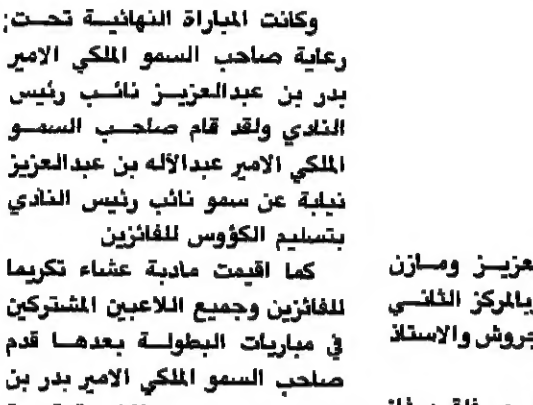 وكانت المباراة النهائية تحت
رعاية صاحب السمو الملكي الامير
بدر بن عبدالعزيز نائب رئيس
النادي ولقد قام صاحب السمو
الملكي الامير عبدالأله بن عبدالعزيز
نيابة عن سمو نائب رئيس النادي
بتسليم الكؤوس للفائزين
كما اقيمت مادبة عشاء تكريما
للفائزين وجميع اللاعبين المشتركين
في مباريات البطولة بعدها قدم
صاحب السمو الملكي الامير بدر بن
عزيز ومازن
بالمركز الثاني
جروش والاستاذ